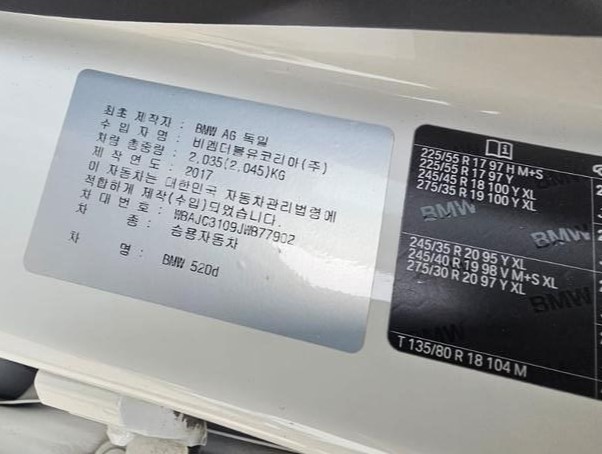 최초 제작자 : BMW AG 독일
수 입 자 명 : 비엠더블유코리아(주)
차량 총중량 : 2,035(2,045)KG
제 작 연 도 : 2017
이 자동차는 대한민국 자동차관리법령에
적합하게 제작(수입)되었습니다.
차 대 번 호 : WBAJC3109JWB77902
차 종 : 승용자동차
차 명 : BMW 520d
225/55 R 17 97 H M+S
225/55 R 17 97 Y
245/45 R 18 100 Y XL
275/35 R 19 100 Y XL
BMW
BMW
245/35 R 20 95 Y XL
245/40 R 19 98 V M+S XL
275/30 R 20 97 Y XL
BMW
T 135/80 R 18 104 M